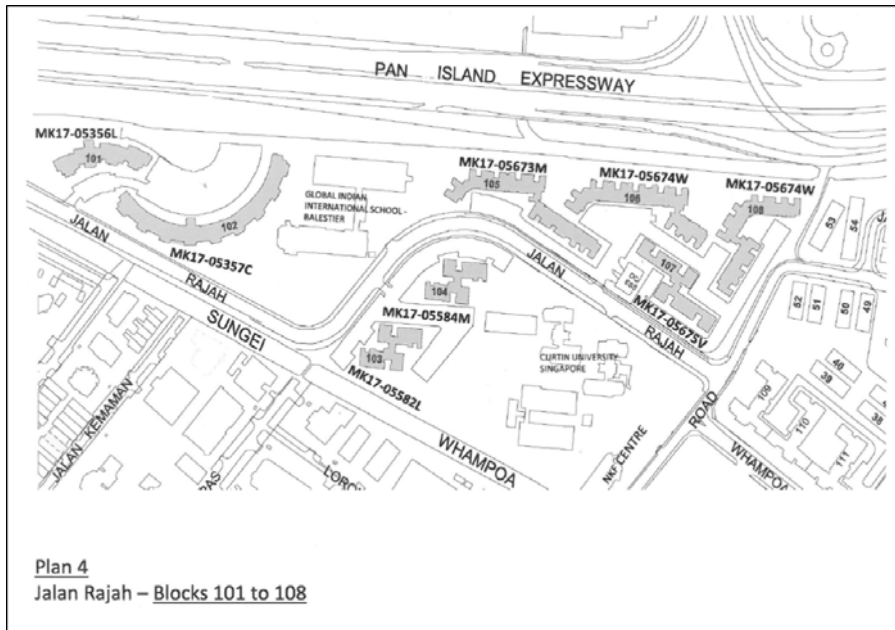 PAN ISLAND EXPRESSWAY
MK17-05356L
101
102
MK17-05357C
GLOBAL INDIAN
INTERNATIONAL SCHOOL -
BALESTIER
MK17-05673M
105
MK17-05674W
106
MK17-05674W
108
53
54
JALAN
RAJAH
SUNGEI
WHAMPOA
104
MK17-05584M
103
MK17-05582L
JALAN
RAJAH
107
MK17-05675V
CURTIN UNIVERSITY
SINGAPORE
52
51
50
49
40
39
38
109
110
111
ROAD
WHAMPOA
NKF CENTRE
JALAN KEMAMAN
Plan 4
Jalan Rajah – Blocks 101 to 108